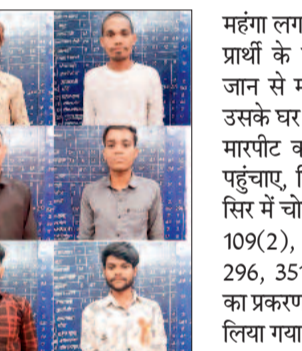 महंगा लग
प्रार्थी के
जान से म
उसके घर
मारपीट क
पहुंचाए,
सिर में चो
109(2),
296, 351
का प्रकरण
लिया गया